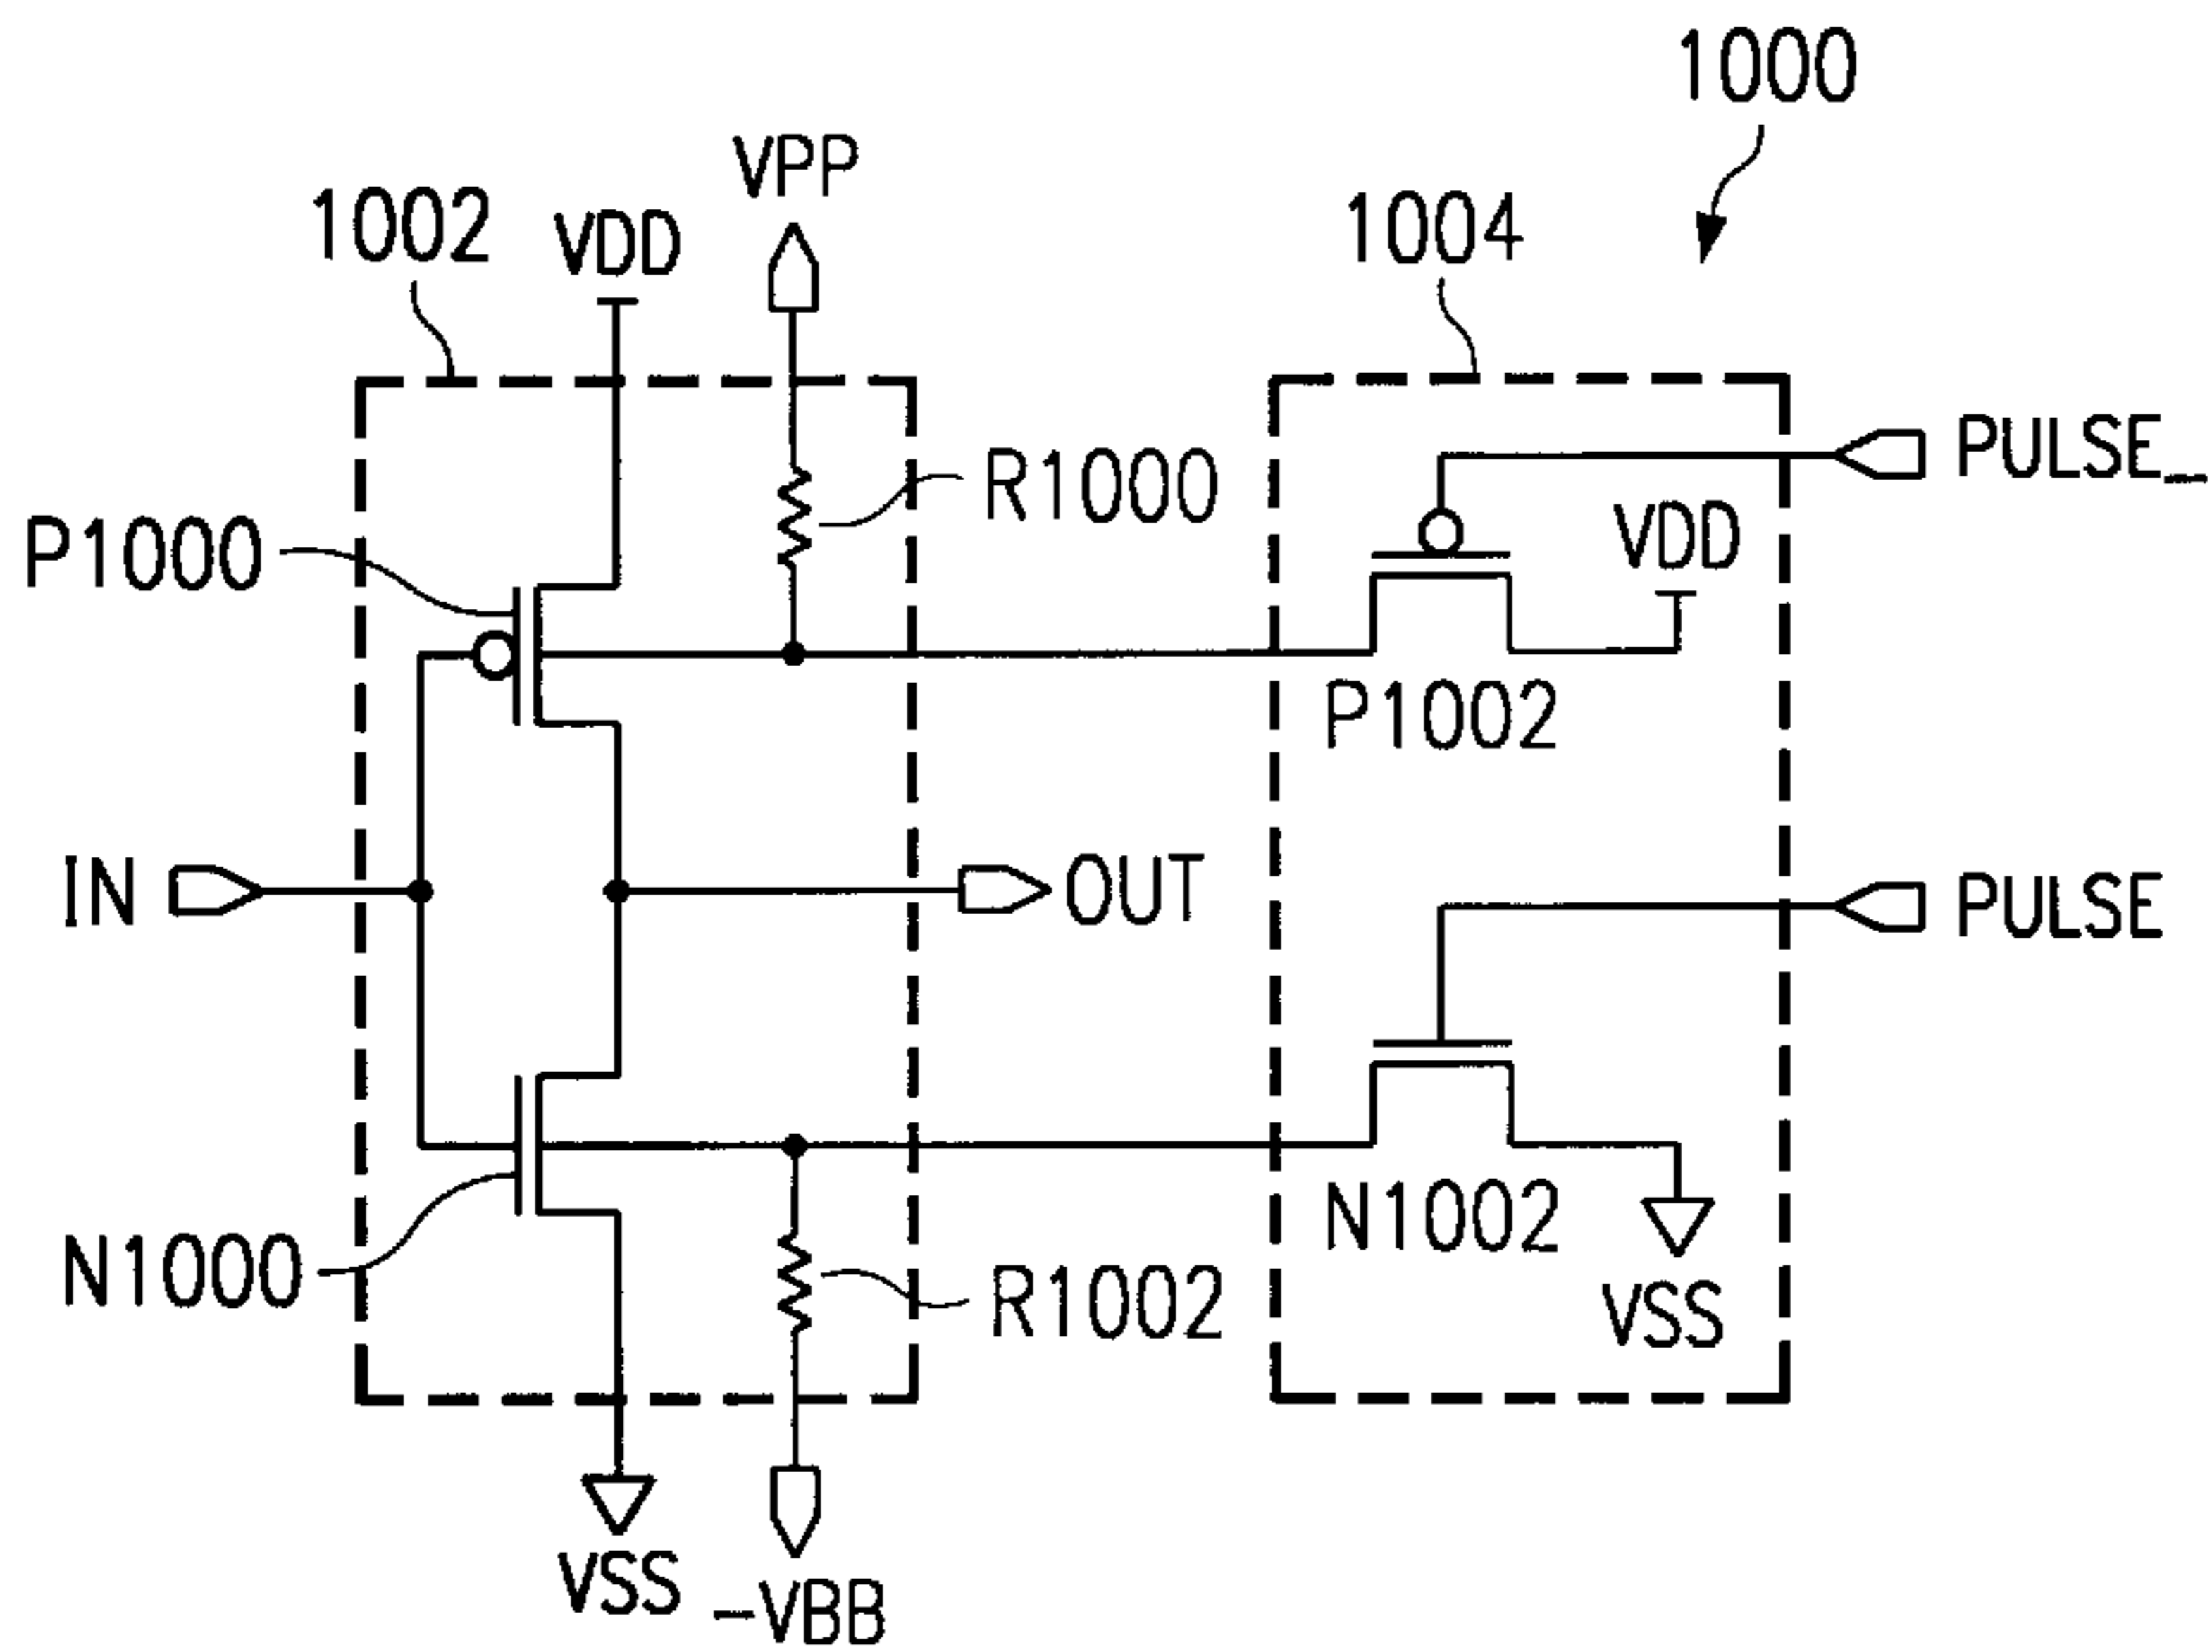 1000
VPP
1002
VDD
1004
PULSE_
R1000
VDD
P1000
P1002
IN
OUT
PULSE
N1002
N1000
R1002
VSS
VSS
-VBB